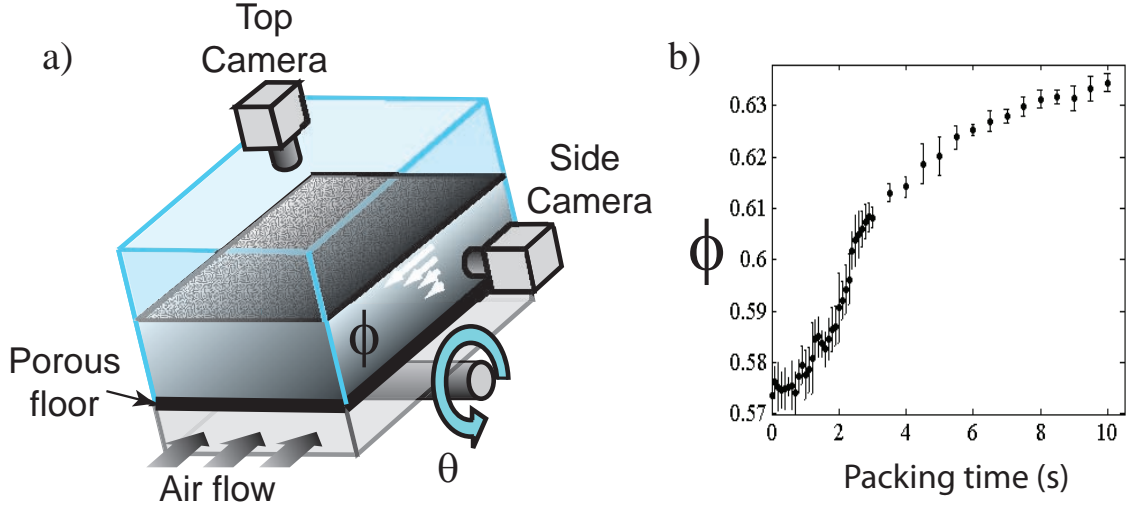 a)
Top
Camera
Side
Camera
ϕ
Porous
floor
Air flow
θ
b)
0.63
0.62
0.61
0.6
0.59
0.58
0.57
ϕ
0 2 4 6 8 10
Packing time (s)